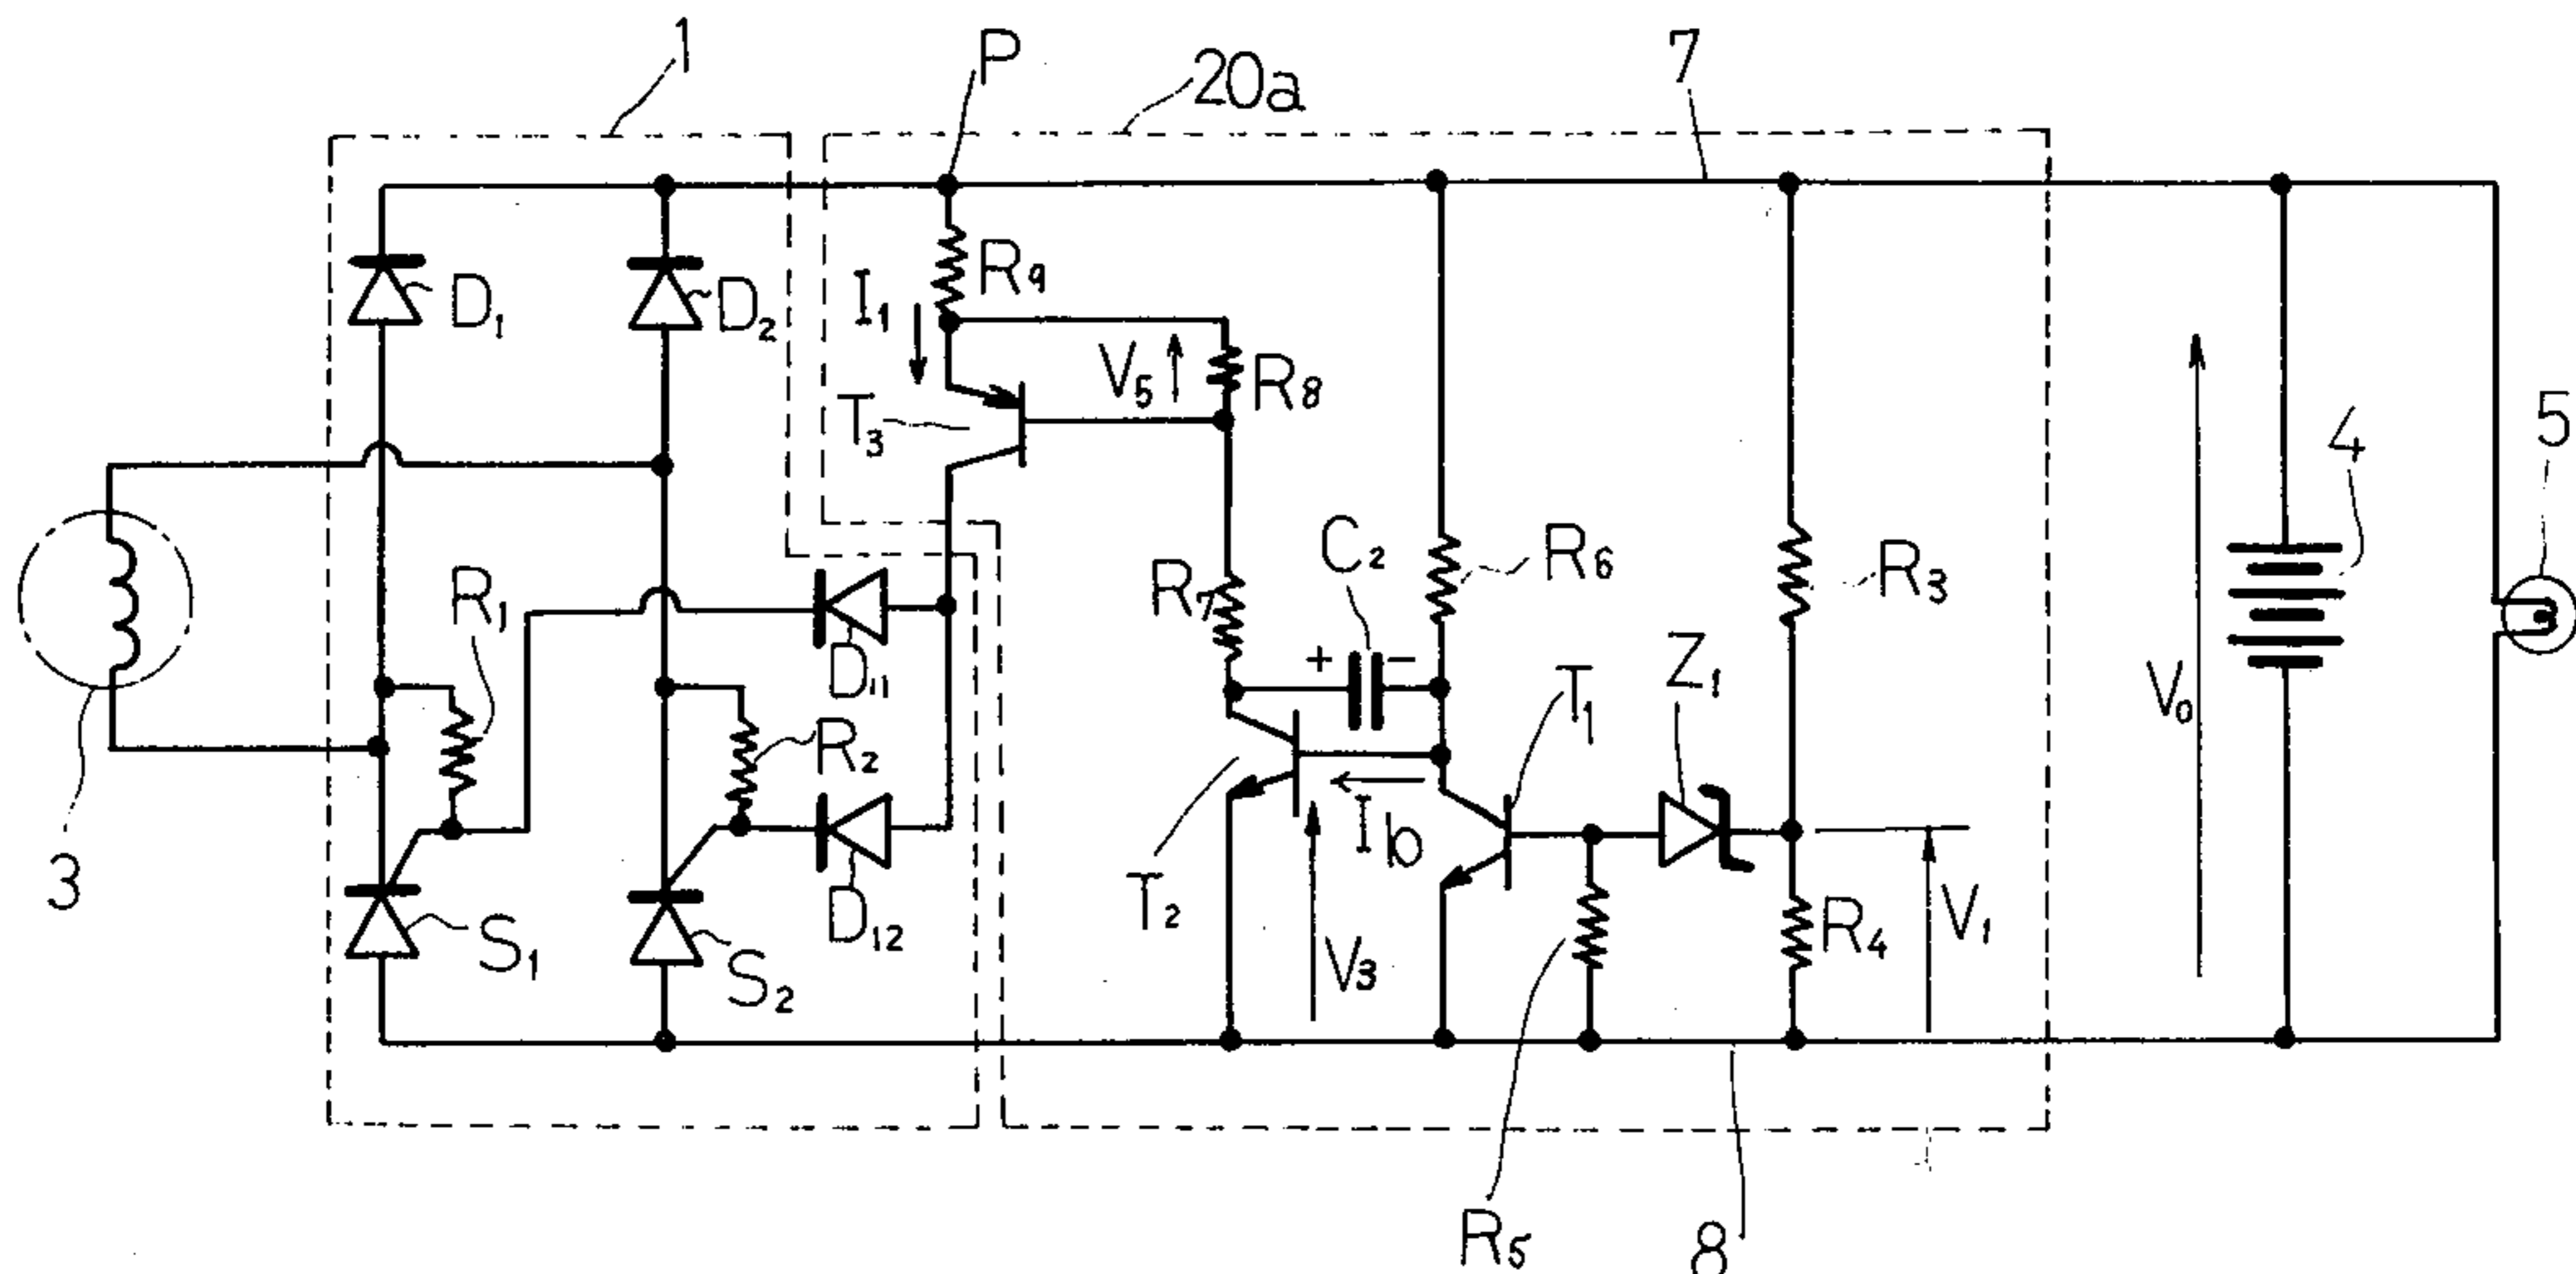 1
P
20a
7
D₁
D₂
I₁
R₉
V₅
R₈
T₃
5
4
R₁
R₇
C₂
R₆
R₃
+
−
D₁₁
Z₁
T₁
V₀
R₂
3
S₁
S₂
D₁₂
T₂
Ib
V₃
R₄
V₁
R₅
8